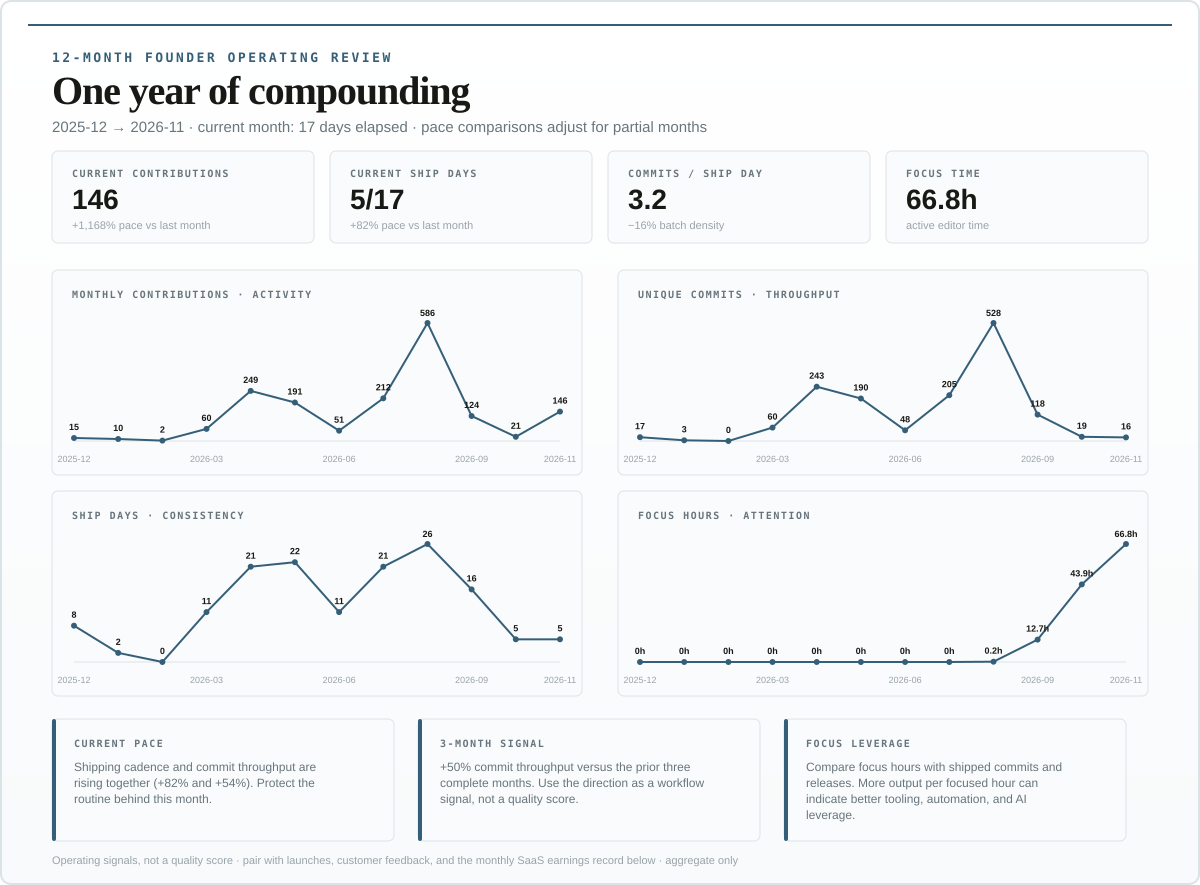 12-MONTH FOUNDER OPERATING REVIEW
One year of compounding
2025-12 → 2026-11 · current month: 17 days elapsed · pace comparisons adjust for partial months
CURRENT CONTRIBUTIONS
146
+1,168% pace vs last month
CURRENT SHIP DAYS
5/17
+82% pace vs last month
COMMITS / SHIP DAY
3.2
−16% batch density
FOCUS TIME
66.8h
active editor time
MONTHLY CONTRIBUTIONS · ACTIVITY
15 10 2 60 249 191 51 212 586 124 21 146
2025-12 2026-03 2026-06 2026-09 2026-11
UNIQUE COMMITS · THROUGHPUT
17 3 0 60 243 190 48 205 528 118 19 16
2025-12 2026-03 2026-06 2026-09 2026-11
SHIP DAYS · CONSISTENCY
8 2 0 11 21 22 11 21 26 16 5 5
2025-12 2026-03 2026-06 2026-09 2026-11
FOCUS HOURS · ATTENTION
0h 0h 0h 0h 0h 0h 0h 0h 0.2h 12.7h 43.9h 66.8h
2025-12 2026-03 2026-06 2026-09 2026-11
CURRENT PACE
Shipping cadence and commit throughput are
rising together (+82% and +54%). Protect the
routine behind this month.
3-MONTH SIGNAL
+50% commit throughput versus the prior three
complete months. Use the direction as a workflow
signal, not a quality score.
FOCUS LEVERAGE
Compare focus hours with shipped commits and
releases. More output per focused hour can
indicate better tooling, automation, and AI
leverage.
Operating signals, not a quality score · pair with launches, customer feedback, and the monthly SaaS earnings record below · aggregate only